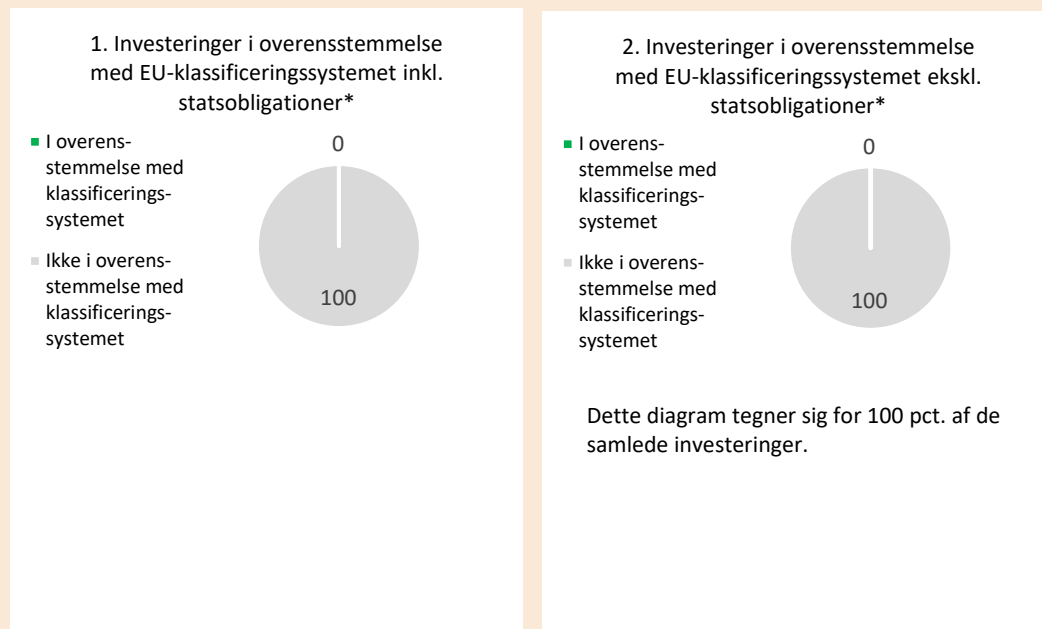 1. Investeringer i overensstemmelse
med EU-klassificeringssystemet inkl.
statsobligationer*
I overens-
stemmelse med
klassificerings-
systemet
Ikke i overens-
stemmelse med
klassificerings-
systemet
0
100
2. Investeringer i overensstemmelse
med EU-klassificeringssystemet ekskl.
statsobligationer*
I overens-
stemmelse med
klassificerings-
systemet
Ikke i overens-
stemmelse med
klassificerings-
systemet
0
100
Dette diagram tegner sig for 100 pct. af de
samlede investeringer.